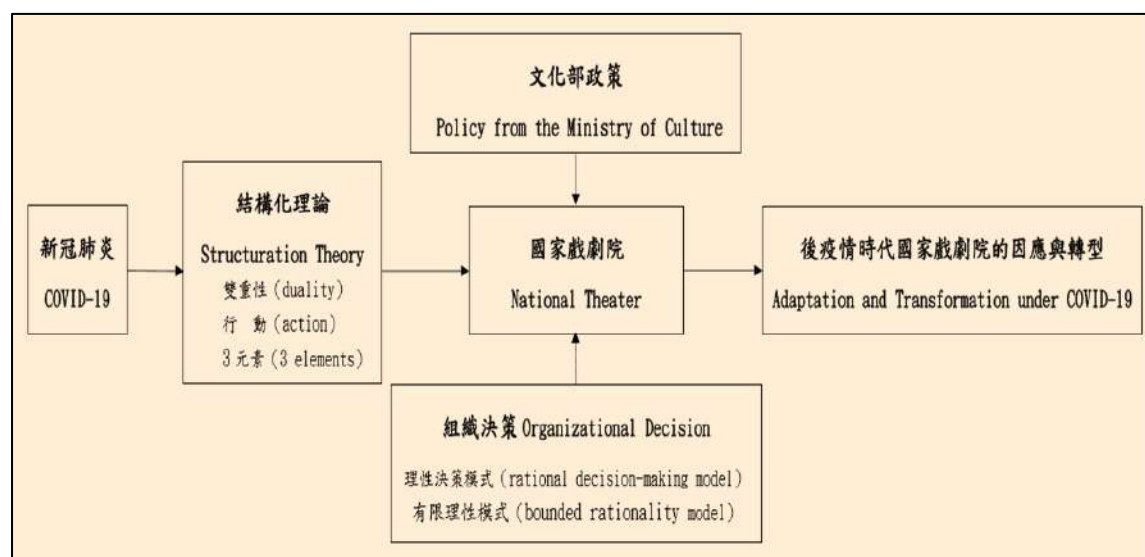 文化部政策
Policy from the Ministry of Culture
新冠肺炎
COVID-19
結構化理論
Structuration Theory
雙重性 (duality)
行 動 (action)
3元素 (3 elements)
國家戲劇院
National Theater
後疫情時代國家戲劇院的因應與轉型
Adaptation and Transformation under COVID-19
組織決策 Organizational Decision
理性決策模式 (rational decision-making model)
有限理性模式 (bounded rationality model)